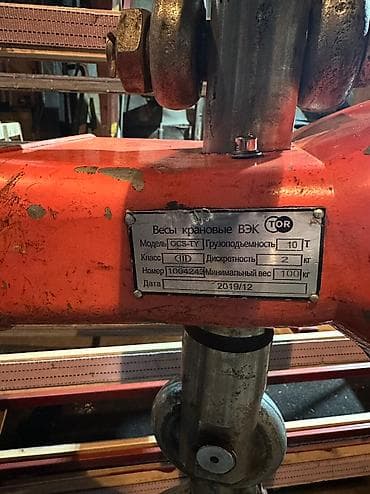 Весы крановые ВЭК TOR
Модель OCS-TY Грузоподъемность 10 Т
Класс III Дискретность 2 кг
Номер 1004242 Минимальный вес 100 кг
Дата 2019/12